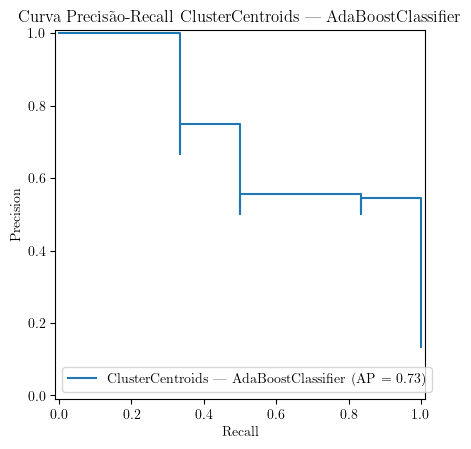 Curva Precisão-Recall ClusterCentroids — AdaBoostClassifier
1.0
0.8
0.6
0.4
0.2
0.0
Precision
ClusterCentroids — AdaBoostClassifier (AP = 0.73)
0.0 0.2 0.4 0.6 0.8 1.0
Recall